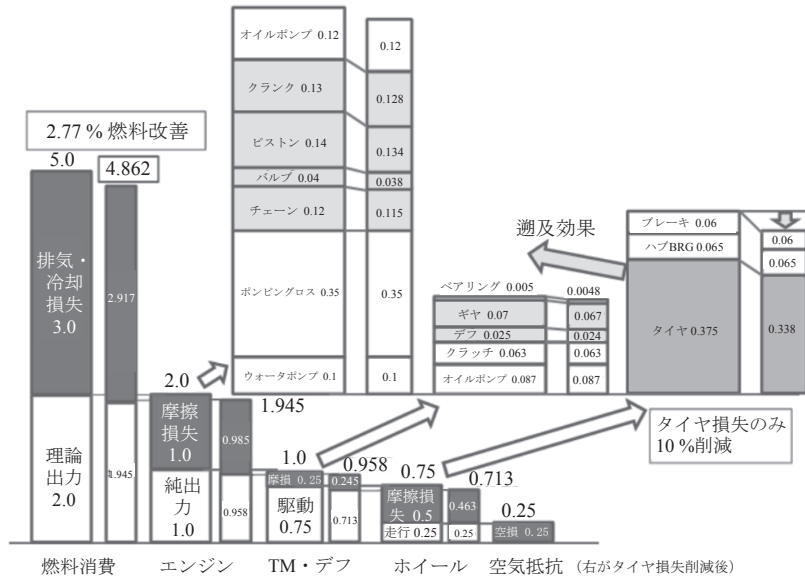 オイルポンプ 0.12
0.12
クランク 0.13
0.128
ピストン 0.14
0.134
バルブ 0.04
0.038
チェーン 0.12
0.115
ポンピングロス 0.35
0.35
ウォータポンプ 0.1
0.1
2.77 % 燃料改善
5.0
4.862
排気・
冷却
損失
3.0
2.917
理論
出力
2.0
1.945
2.0
1.945
摩擦
損失
1.0
0.985
純出
力
1.0
0.958
1.0
0.958
摩損 0.25
0.245
駆動
0.75
0.713
0.75
0.713
摩擦損
失 0.5
0.463
走行 0.25
0.25
0.25
空損 0.25
ベアリング 0.005
0.0048
ギヤ 0.07
0.067
デフ 0.025
0.024
クラッチ 0.063
0.063
オイルポンプ 0.087
0.087
遡及効果
ブレーキ 0.06
0.06
ハブBRG 0.065
0.065
タイヤ 0.375
0.338
タイヤ損失のみ
10 %削減
燃料消費
エンジン
TM・デフ
ホイール
空気抵抗
(右がタイヤ損失削減後)